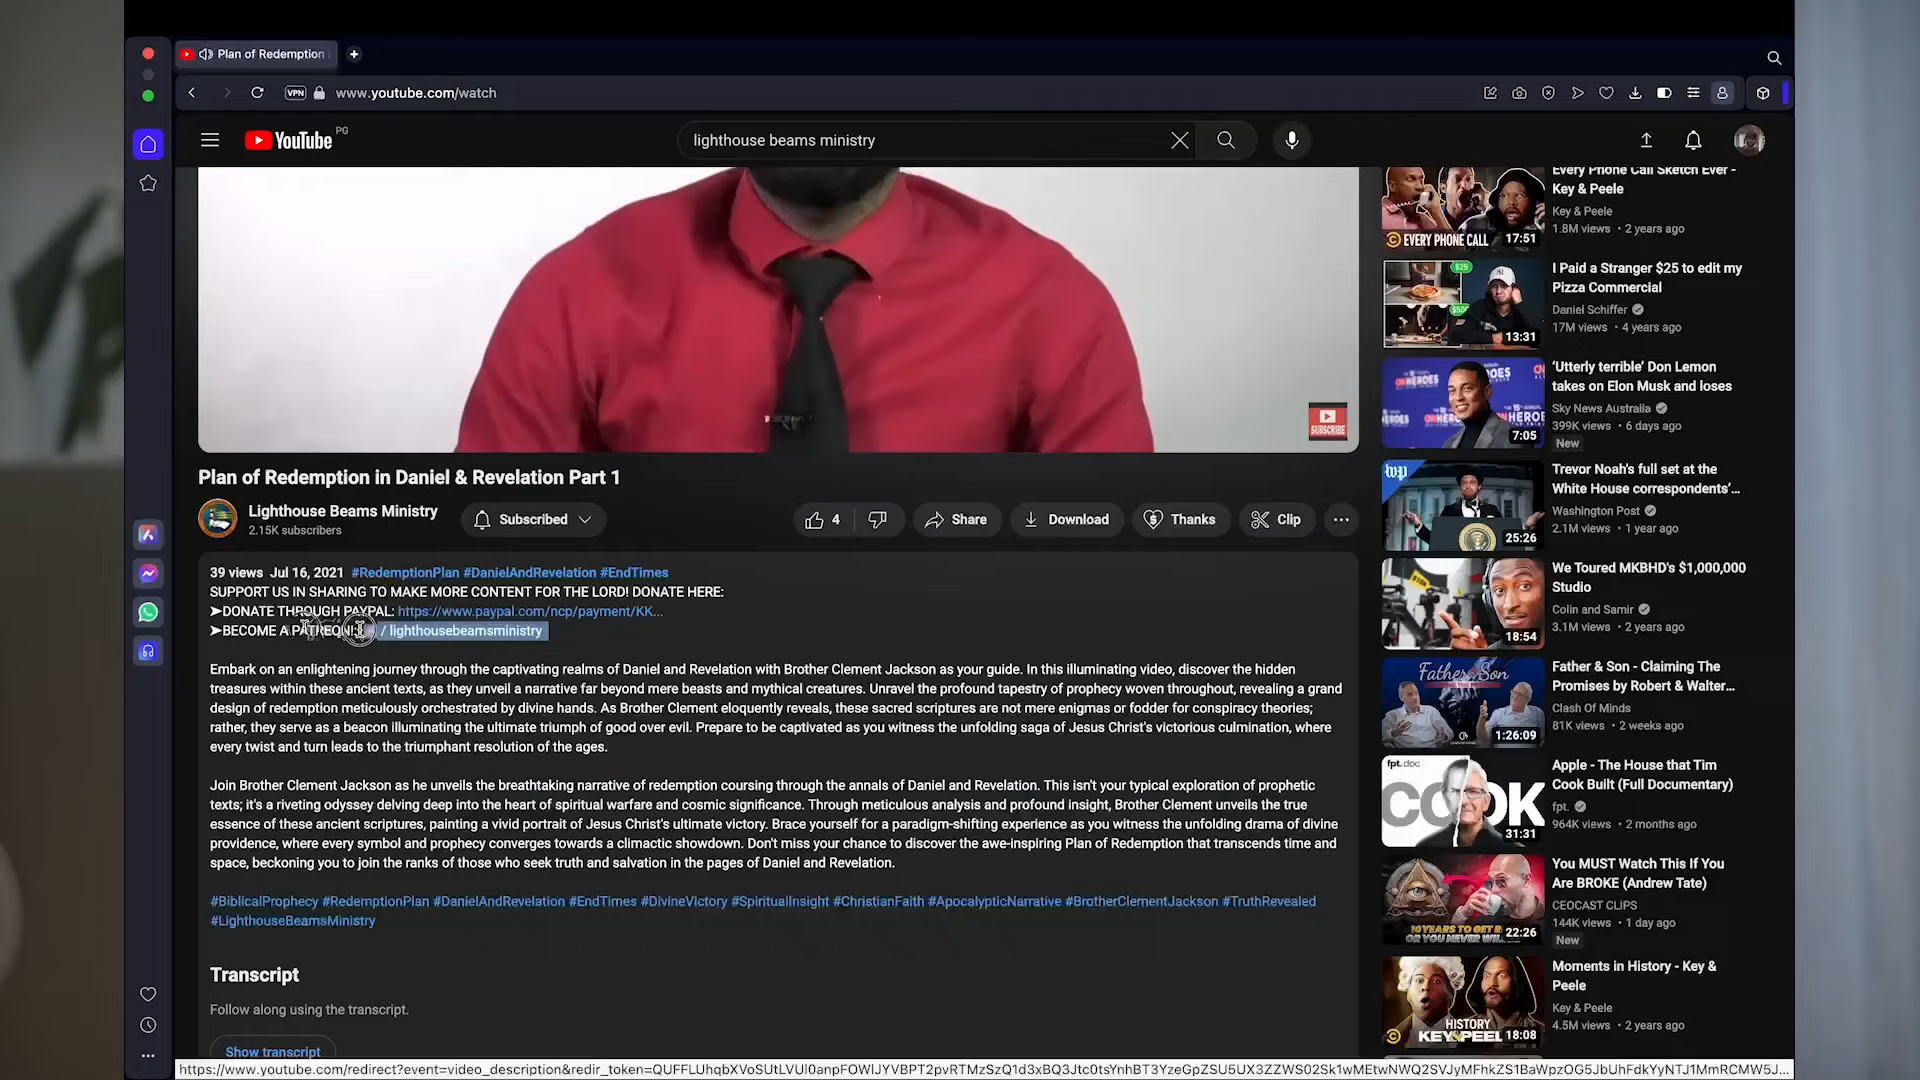 Plan of Redemption
VPN
www.youtube.com/watch
YouTube
PG
lighthouse beams ministry
SUBSCRIBE
Plan of Redemption in Daniel & Revelation Part 1
Lighthouse Beams Ministry
2.15K subscribers
Subscribed
4
Share
Download
Thanks
Clip
39 views Jul 16, 2021 #RedemptionPlan #DanielAndRevelation #EndTimes
SUPPORT US IN SHARING TO MAKE MORE CONTENT FOR THE LORD! DONATE HERE:
➤DONATE THROUGH PAYPAL: https://www.paypal.com/ncp/payment/KK...
➤BECOME A PATREON!: / lighthousebeamsministry
Embark on an enlightening journey through the captivating realms of Daniel and Revelation with Brother Clement Jackson as your guide. In this illuminating video, discover the hidden
treasures within these ancient texts, as they unveil a narrative far beyond mere beasts and mythical creatures. Unravel the profound tapestry of prophecy woven throughout, revealing a grand
design of redemption meticulously orchestrated by divine hands. As Brother Clement eloquently reveals, these sacred scriptures are not mere enigmas or fodder for conspiracy theories;
rather, they serve as a beacon illuminating the ultimate triumph of good over evil. Prepare to be captivated as you witness the unfolding saga of Jesus Christ's victorious culmination, where
every twist and turn leads to the triumphant resolution of the ages.
Join Brother Clement Jackson as he unveils the breathtaking narrative of redemption coursing through the annals of Daniel and Revelation. This isn't your typical exploration of prophetic
texts; it's a riveting odyssey delving deep into the heart of spiritual warfare and cosmic significance. Through meticulous analysis and profound insight, Brother Clement unveils the true
essence of these ancient scriptures, painting a vivid portrait of Jesus Christ's ultimate victory. Brace yourself for a paradigm-shifting experience as you witness the unfolding drama of divine
providence, where every symbol and prophecy converges towards a climactic showdown. Don't miss your chance to discover the awe-inspiring Plan of Redemption that transcends time and
space, beckoning you to join the ranks of those who seek truth and salvation in the pages of Daniel and Revelation.
#BiblicalProphecy #RedemptionPlan #DanielAndRevelation #EndTimes #DivineVictory #SpiritualInsight #ChristianFaith #ApocalypticNarrative #BrotherClementJackson #TruthRevealed
#LighthouseBeamsMinistry
Transcript
Follow along using the transcript.
Show transcript
Every Phone Call Sketch Ever -
Key & Peele
Key & Peele
1.8M views • 2 years ago
EVERY PHONE CALL
17:51
I Paid a Stranger $25 to edit my
Pizza Commercial
Daniel Schiffer
17M views • 4 years ago
$25
13:31
'Utterly terrible' Don Lemon
takes on Elon Musk and loses
Sky News Australia
399K views • 6 days ago
New
7:05
Trevor Noah's full set at the
White House correspondents'...
Washington Post
2.1M views • 1 year ago
wp
25:26
We Toured MKBHD's $1,000,000
Studio
Colin and Samir
3.1M views • 2 years ago
18:54
Father & Son - Claiming The
Promises by Robert & Walter...
Clash Of Minds
81K views • 2 weeks ago
Father & Son
1:26:09
Apple - The House that Tim
Cook Built (Full Documentary)
fpt.
964K views • 2 months ago
fpt.doc
COOK
31:31
You MUST Watch This If You
Are BROKE (Andrew Tate)
CEOCAST CLIPS
144K views • 1 day ago
New
22:26
Moments in History - Key &
Peele
Key & Peele
4.5M views • 2 years ago
HISTORY
KEY&PEEL
18:08